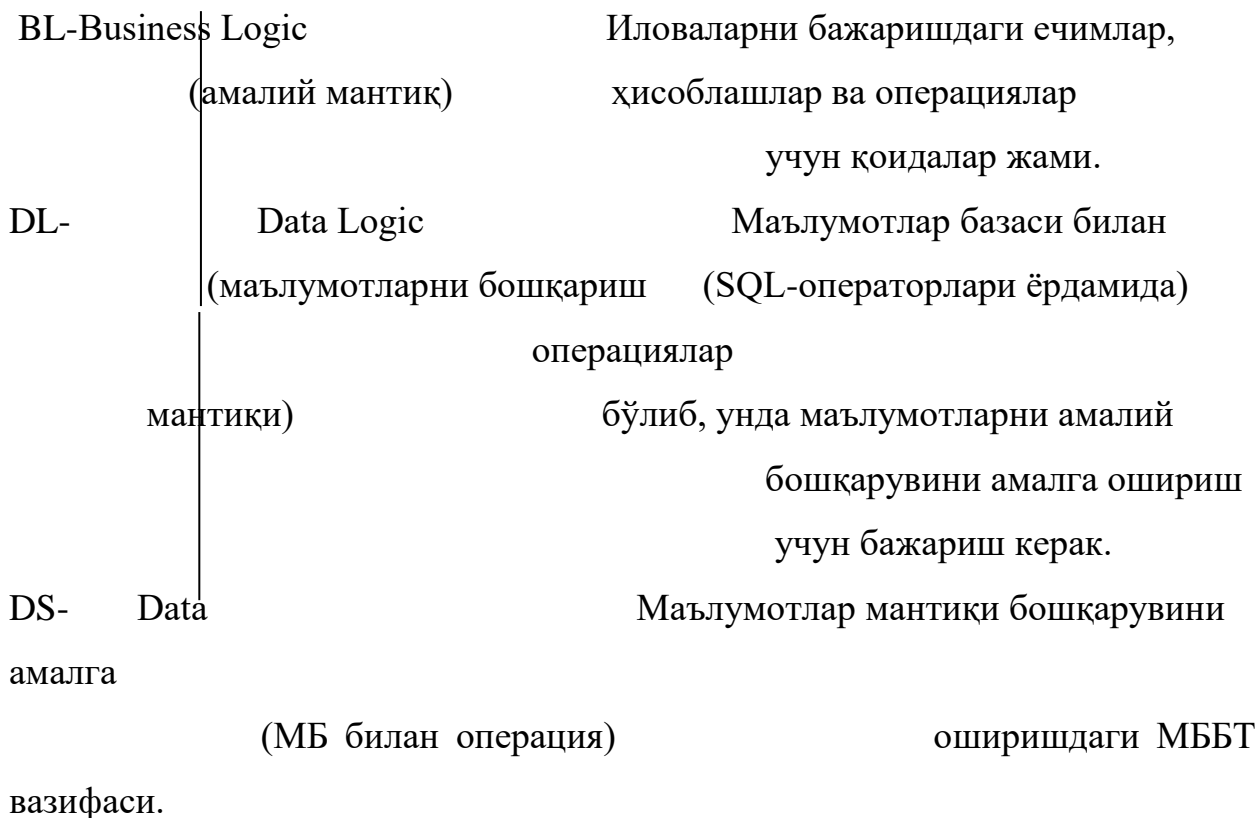 BL-Business Logic Иловаларни бажаришдаги ечимлар,
(амалий мантиқ) ҳисоблашлар ва операциялар
учун қоидалар жами.
DL- Data Logic Маълумотлар базаси билан
(маълумотларни бошқариш (SQL-операторлари ёрдамида)
операциялар
мантиқи) бўлиб, унда маълумотларни амалий
бошқарувини амалга ошириш
учун бажариш керак.
DS- Data Маълумотлар мантиқи бошқарувини
амалга
(МБ билан операция) оширишдаги МББТ
вазифаси.